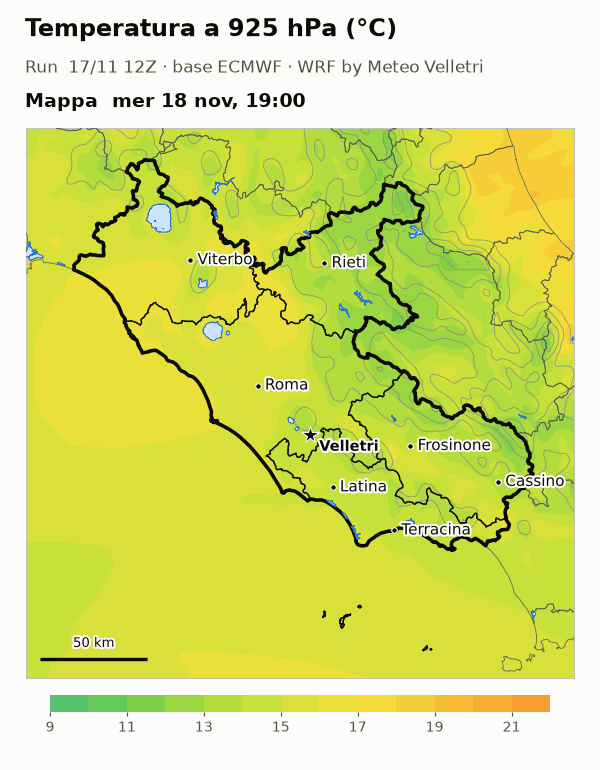 Temperatura a 925 hPa (°C)
Run  17/11 12Z · base ECMWF · WRF by Meteo Velletri
Mappa  mer 18 nov, 19:00
Viterbo
Rieti
Roma
Velletri
Frosinone
Cassino
Latina
Terracina
50 km
9 11 13 15 17 19 21